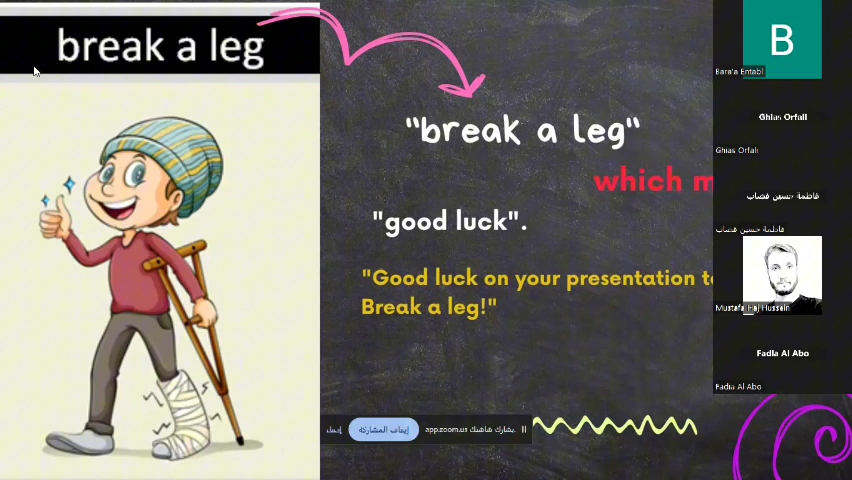 break a leg
"break a leg"
which m
"good luck".
"Good luck on your presentation to
Break a leg!"
B
Bara'a Entabl
Ghias Orfali
Ghias Orfali
فاطمة حسين قصاب
فاطمة حسين قصاب
Mustafa Haj Hussein
Fadia Al Abo
Fadia Al Abo
يشارك شاشتك app.zoom.us
إيقاف المشاركة
إخفاء